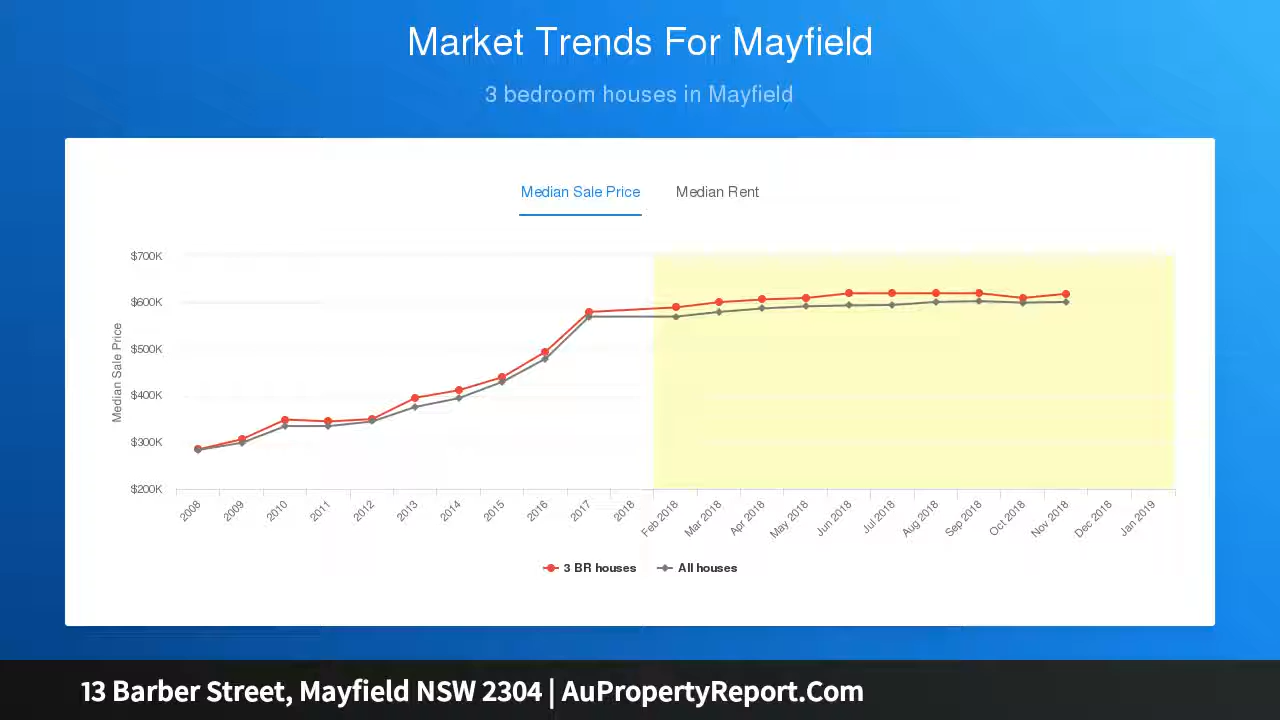 Market Trends For Mayfield
3 bedroom houses in Mayfield
Median Sale Price Median Rent
$700K
$600K
$500K
$400K
$300K
$200K
Median Sale Price
2008 2009 2010 2011 2012 2013 2014 2015 2016 2017 2018 Feb 2018 Mar 2018 Apr 2018 May 2018 Jun 2018 Jul 2018 Aug 2018 Sep 2018 Oct 2018 Nov 2018 Dec 2018 Jan 2019
3 BR houses All houses
13 Barber Street, Mayfield NSW 2304 | AuPropertyReport.Com